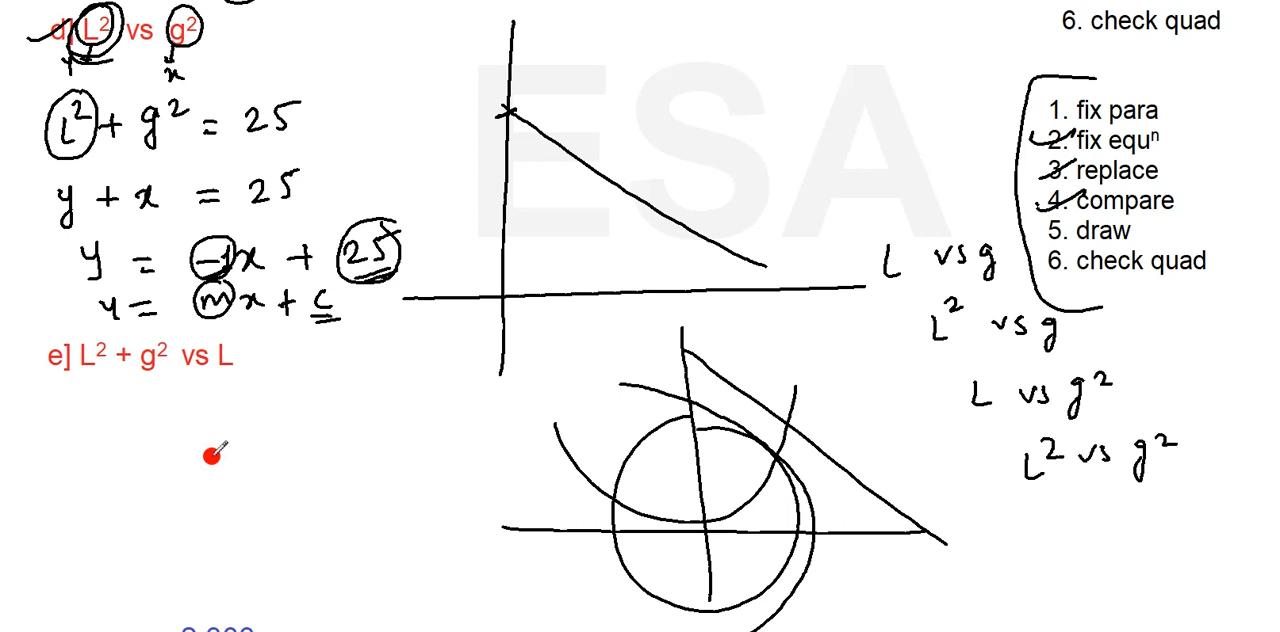 d] L² vs g²
y x
L² + g² = 25
y + x = 25
y = -1x + 25
y = mx + c
e] L² + g² vs L
ESA
6. check quad
1. fix para
2. fix equⁿ
3. replace
4. compare
5. draw
6. check quad
L vs g
L² vs g
L vs g²
L² vs g²